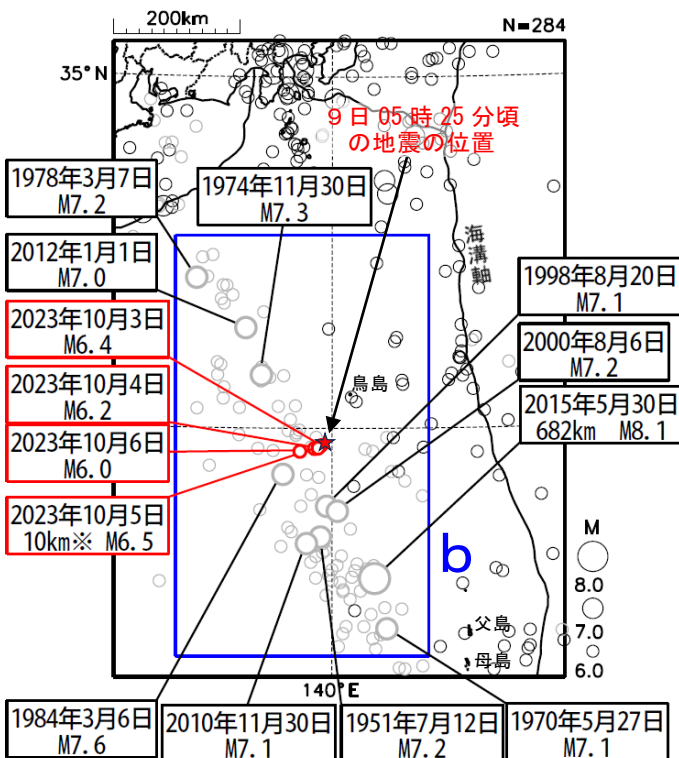 200km
N=284
35°N
9日05時25分頃
の地震の位置
1978年3月7日
M7.2
1974年11月30日
M7.3
2012年1月1日
M7.0
海溝軸
1998年8月20日
M7.1
2023年10月3日
M6.4
2000年8月6日
M7.2
2023年10月4日
M6.2
鳥島
2015年5月30日
682km M8.1
2023年10月6日
M6.0
2023年10月5日
10km※ M6.5
b
M
8.0
7.0
6.0
父島
母島
140°E
1984年3月6日
M7.6
2010年11月30日
M7.1
1951年7月12日
M7.2
1970年5月27日
M7.1